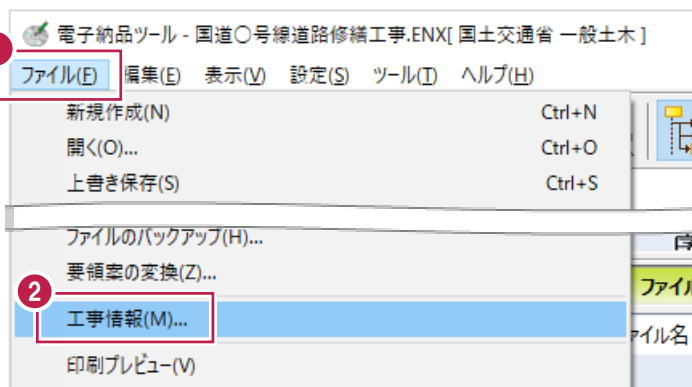 電子納品ツール - 国道〇号線道路修繕工事.ENX[ 国土交通省 一般土木 ]
ファイル(F) 編集(E) 表示(V) 設定(S) ツール(T) ヘルプ(H)
新規作成(N) Ctrl+N
開く(O)... Ctrl+O
上書き保存(S) Ctrl+S
ファイルのバックアップ(H)...
要領案の変換(Z)...
2
工事情報(M)...
印刷プレビュー(V)
ファイル
ァイル名